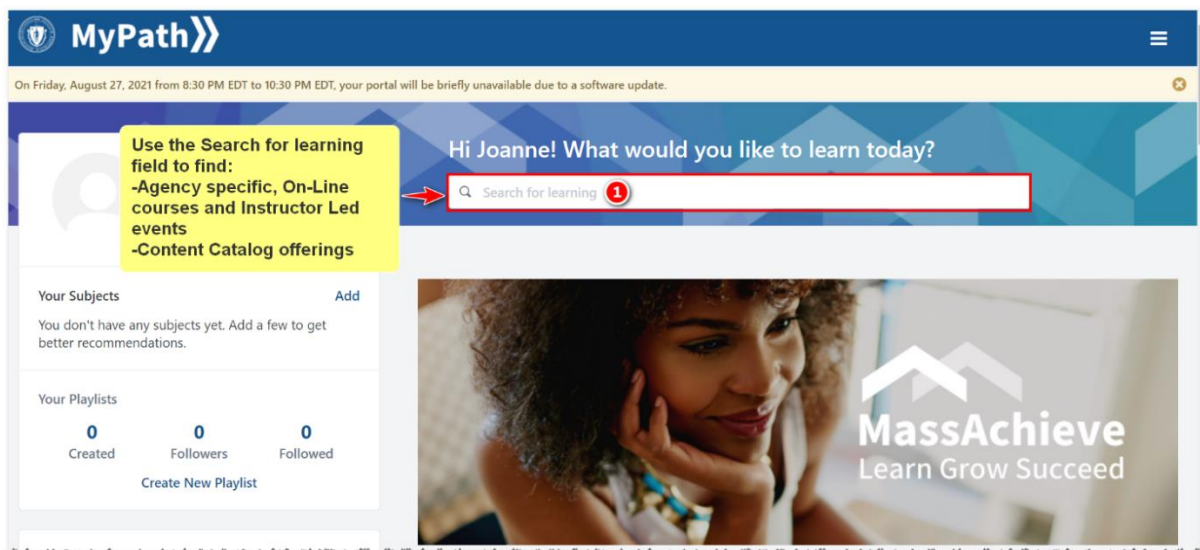 MyPath
On Friday, August 27, 2021 from 8:30 PM EDT to 10:30 PM EDT, your portal will be briefly unavailable due to a software update.
Use the Search for learning
field to find:
-Agency specific, On-Line
courses and Instructor Led
events
-Content Catalog offerings
Hi Joanne! What would you like to learn today?
Search for learning 1
Your Subjects Add
You don't have any subjects yet. Add a few to get
better recommendations.
Your Playlists
0 0 0
Created Followers Followed
Create New Playlist
MassAchieve
Learn Grow Succeed